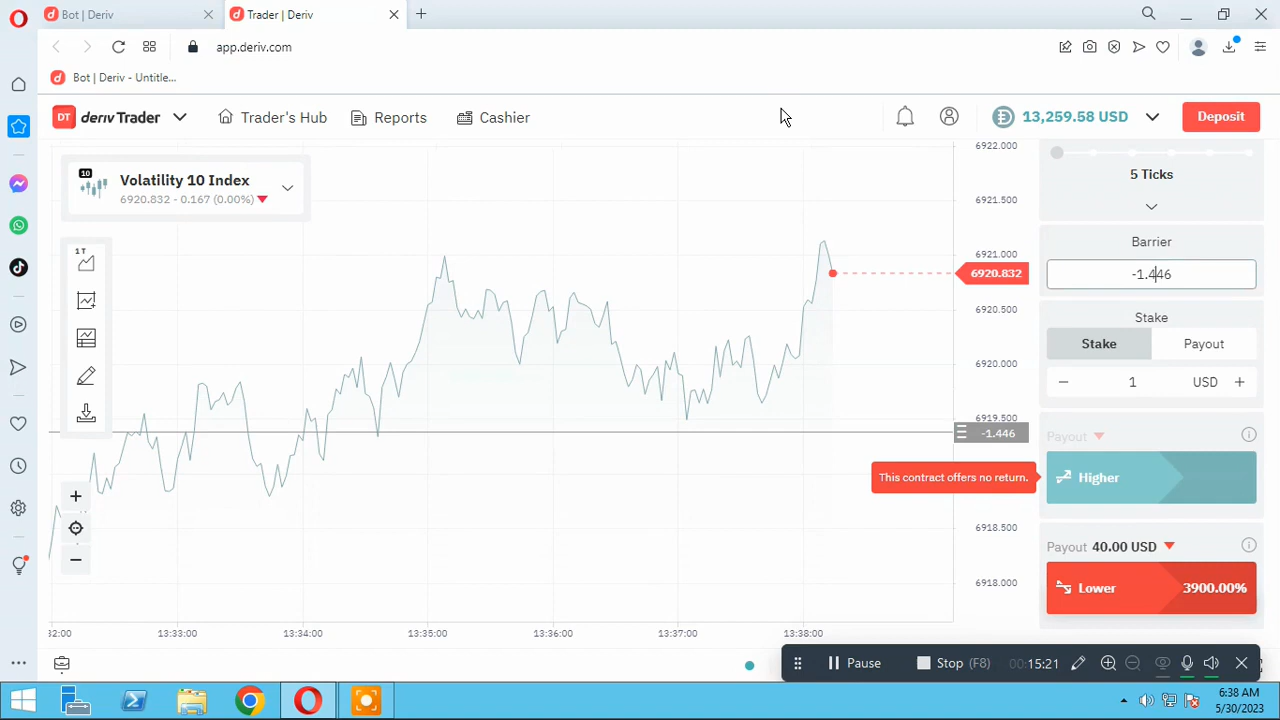 Bot | Deriv
Trader | Deriv
app.deriv.com
Bot | Deriv - Untitle...
DT deriv Trader
Trader's Hub
Reports
Cashier
13,259.58 USD
Deposit
10
Volatility 10 Index
6920.832 - 0.167 (0.00%)
1T
6922.000
6921.500
6921.000
6920.832
6920.500
6920.000
6919.500
-1.446
6918.500
6918.000
5 Ticks
Barrier
-1.446
Stake
Stake
Payout
1
USD
Payout
Higher
This contract offers no return.
Payout 40.00 USD
Lower
3900.00%
32:00
13:33:00
13:34:00
13:35:00
13:36:00
13:37:00
13:38:00
Pause
Stop (F8)
00:15:21
6:38 AM
5/30/2023